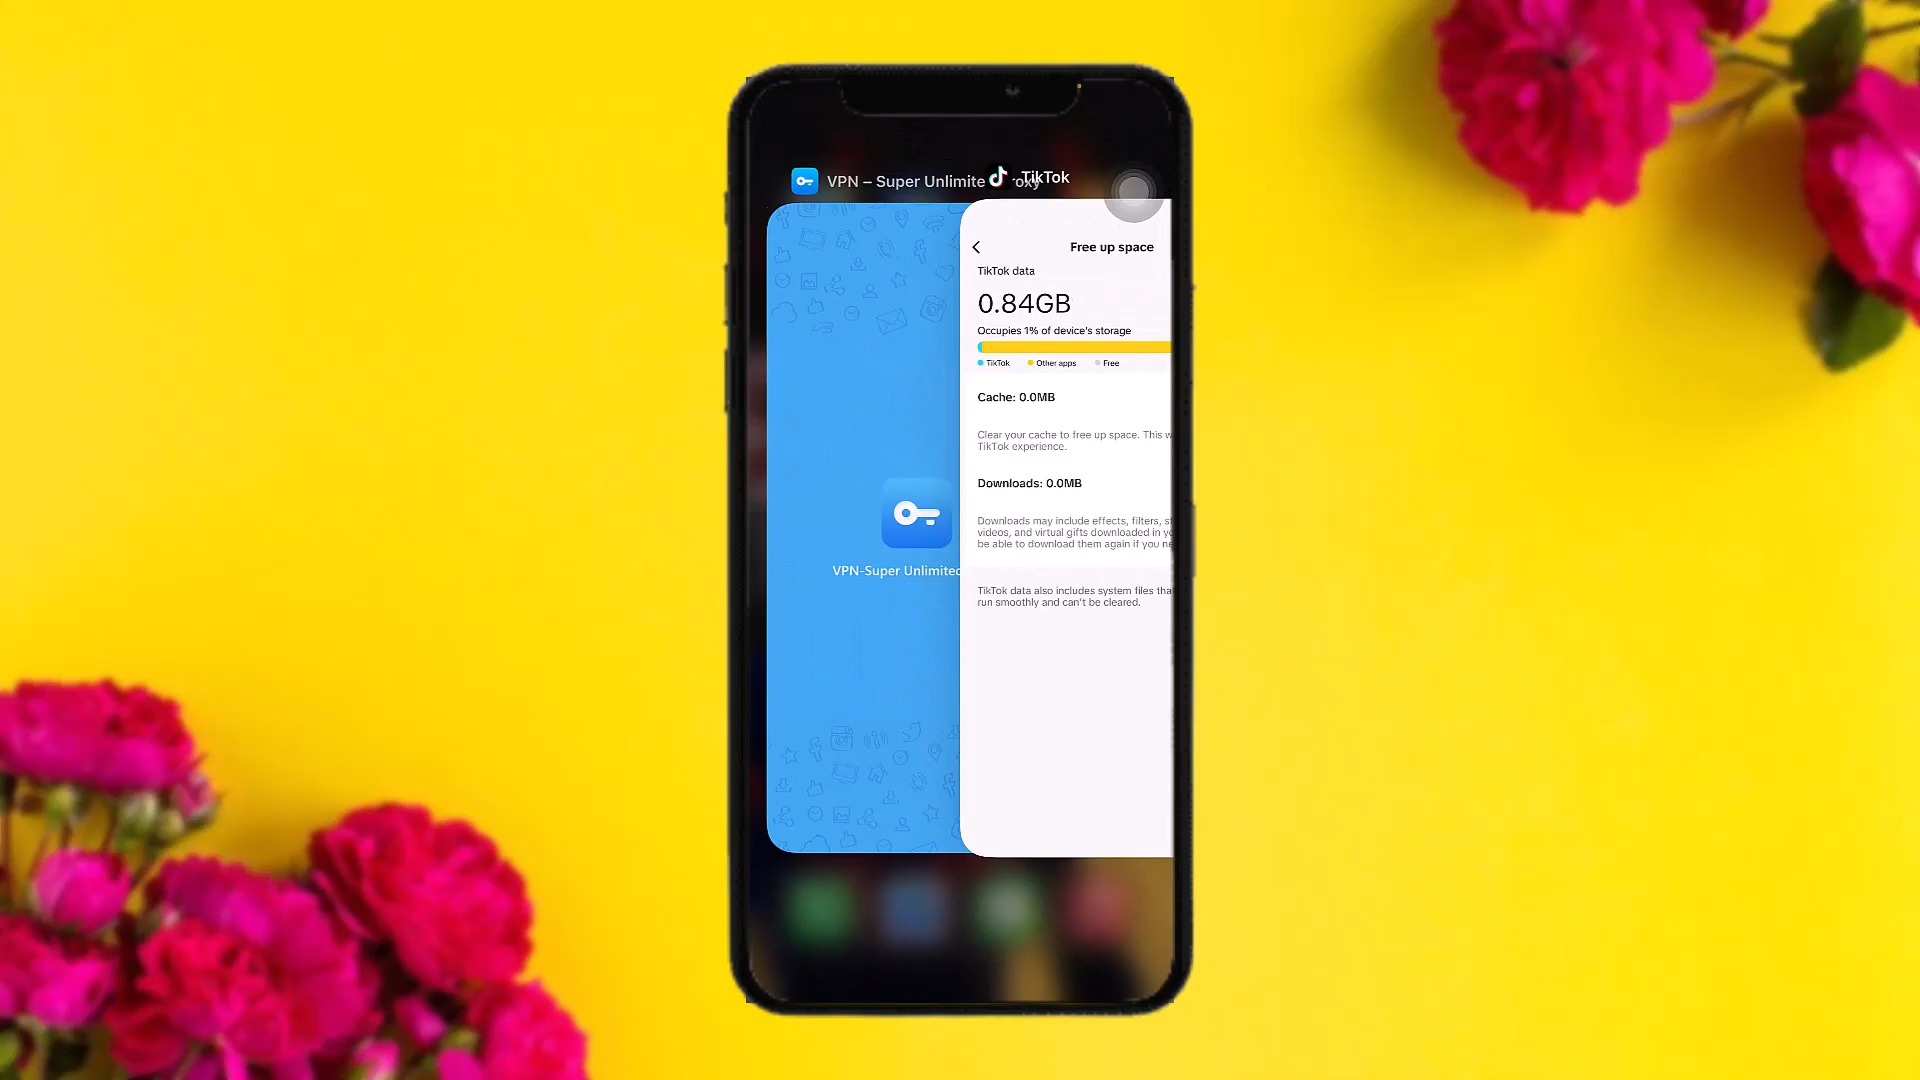 VPN – Super Unlimite
TikTok
Free up space
TikTok data
0.84GB
Occupies 1% of device's storage
TikTok
Other apps
Free
Cache: 0.0MB
Clear your cache to free up space. This
TikTok experience.
Downloads: 0.0MB
Downloads may include effects, filters,
videos, and virtual gifts downloaded in
be able to download them again if you
TikTok data also includes system files
run smoothly and can't be cleared.
VPN-Super Unlimited